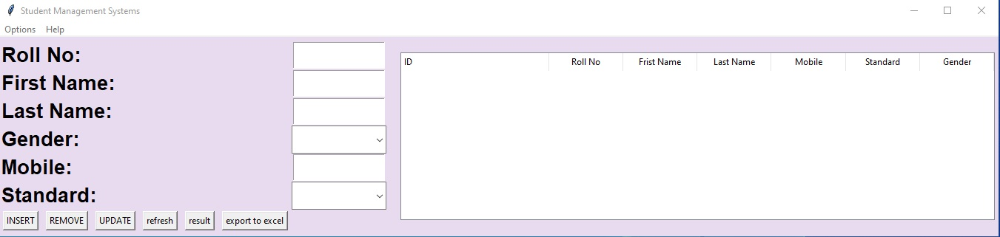 Student Management Systems
Options Help
Roll No:
First Name:
Last Name:
Gender:
Mobile:
Standard:
INSERT REMOVE UPDATE refresh result export to excel
ID Roll No Frist Name Last Name Mobile Standard Gender